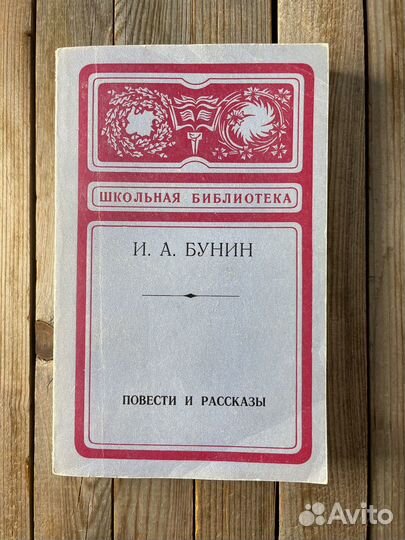 ШКОЛЬНАЯ БИБЛИОТЕКА
И. А. БУНИН
ПОВЕСТИ И РАССКАЗЫ
Avito